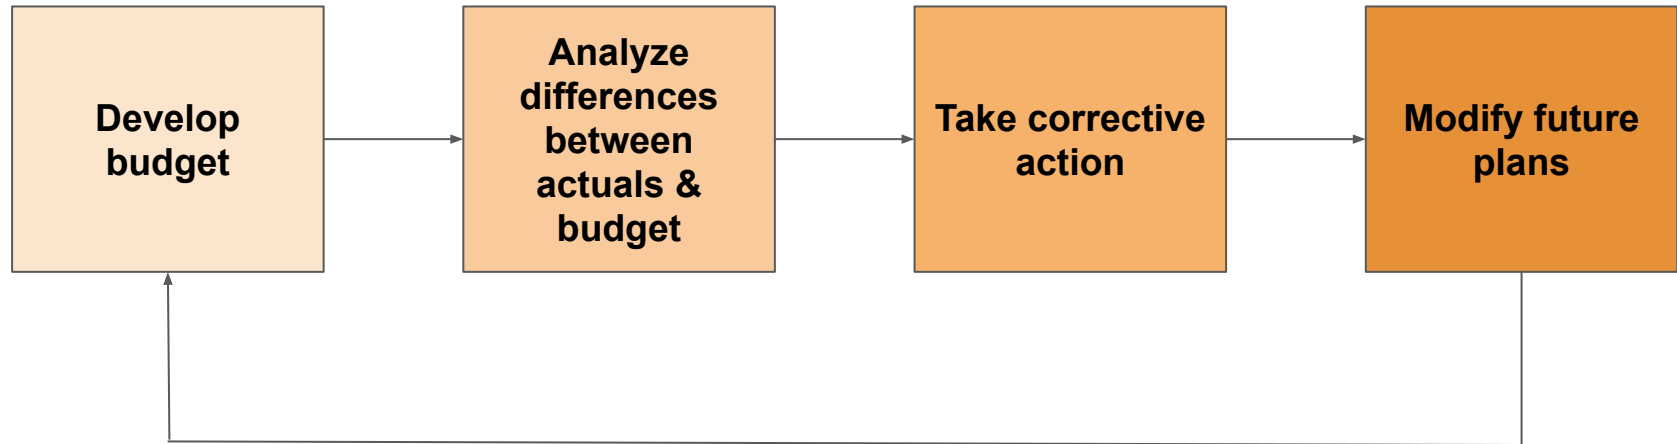 Develop
budget
Analyze
differences
between
actuals &
budget
Take corrective
action
Modify future
plans